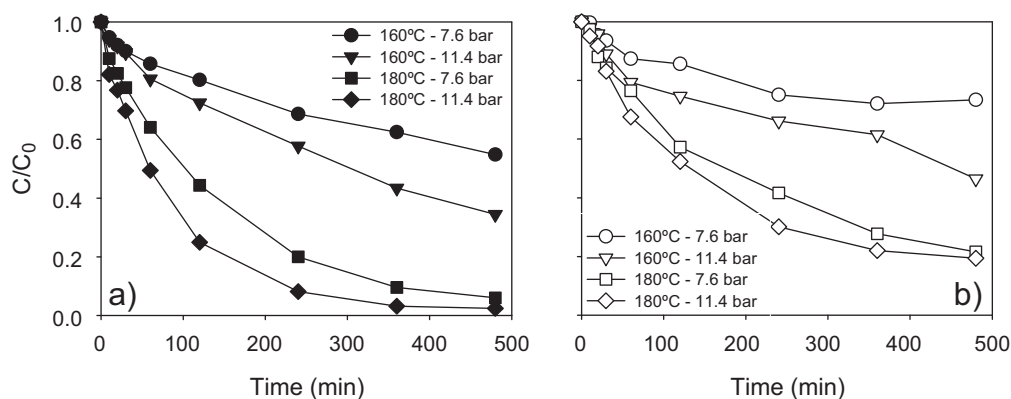 1.0
0.8
0.6
0.4
0.2
0.0
C/C0
0 100 200 300 400 500
Time (min)
160ºC - 7.6 bar
160ºC - 11.4 bar
180ºC - 7.6 bar
180ºC - 11.4 bar
a)
160ºC - 7.6 bar
160ºC - 11.4 bar
180ºC - 7.6 bar
180ºC - 11.4 bar
b)
0 100 200 300 400 500
Time (min)